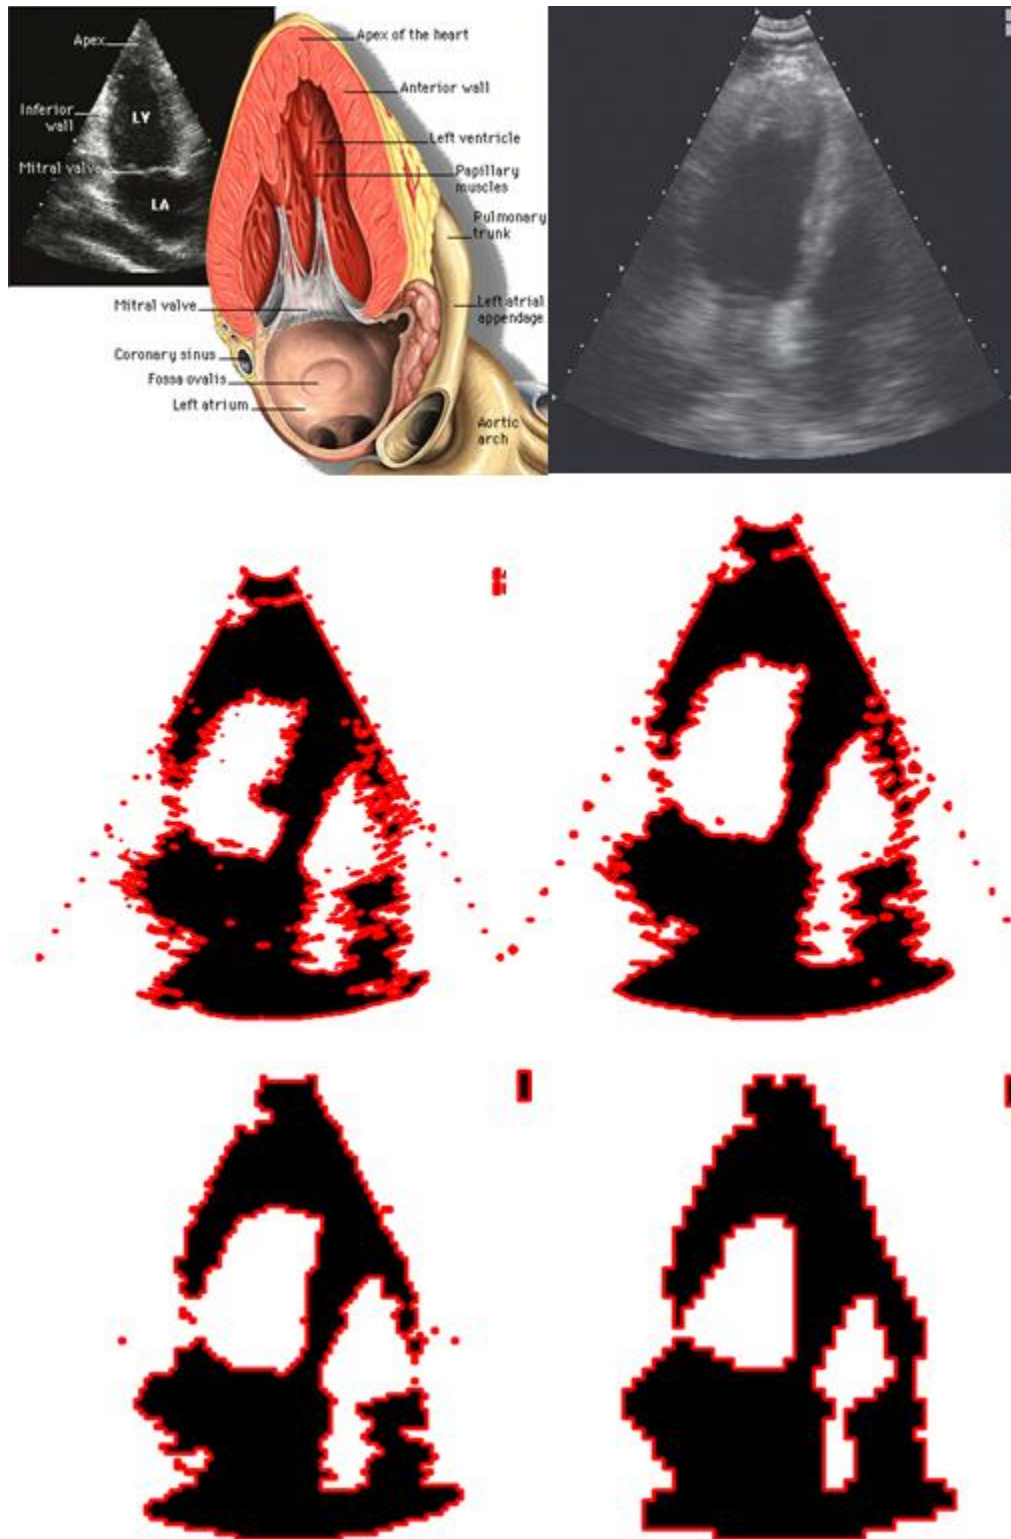 Apex
Inferior
wall
LV
Mitral valve
LA
Apex of the heart
Anterior wall
Left ventricle
Papillary
muscles
Pulmonary
trunk
Mitral valve
Left atrial
appendage
Coronary sinus
Fossa ovalis
Left atrium
Aortic
arch